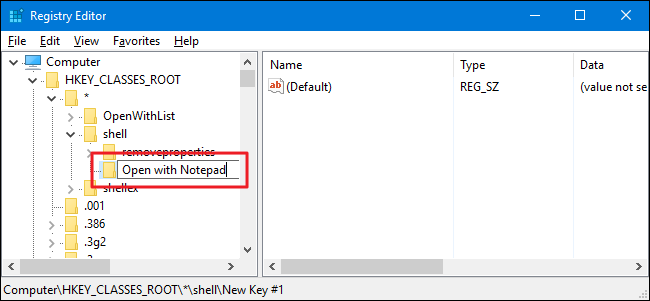 Registry Editor
File Edit View Favorites Help
Computer
HKEY_CLASSES_ROOT
*
OpenWithList
shell
removeproperties
Open with Notepad
shellex
.001
.386
.3g2
Name Type Data
ab (Default) REG_SZ (value not se
Computer\HKEY_CLASSES_ROOT\*\shell\New Key #1